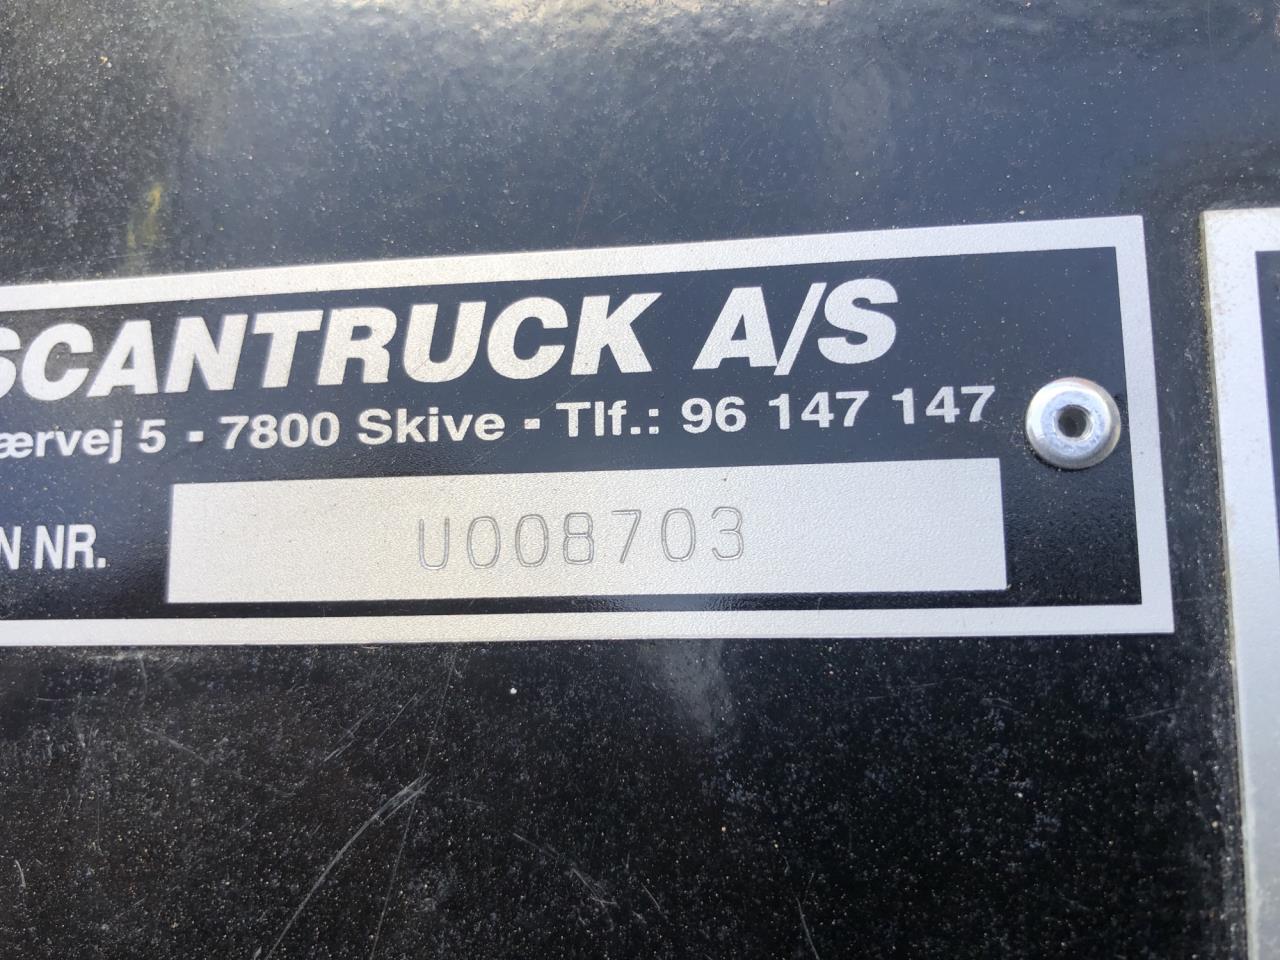 SCANTRUCK A/S
ærvej 5 - 7800 Skive - Tlf.: 96 147 147
N NR. U008703